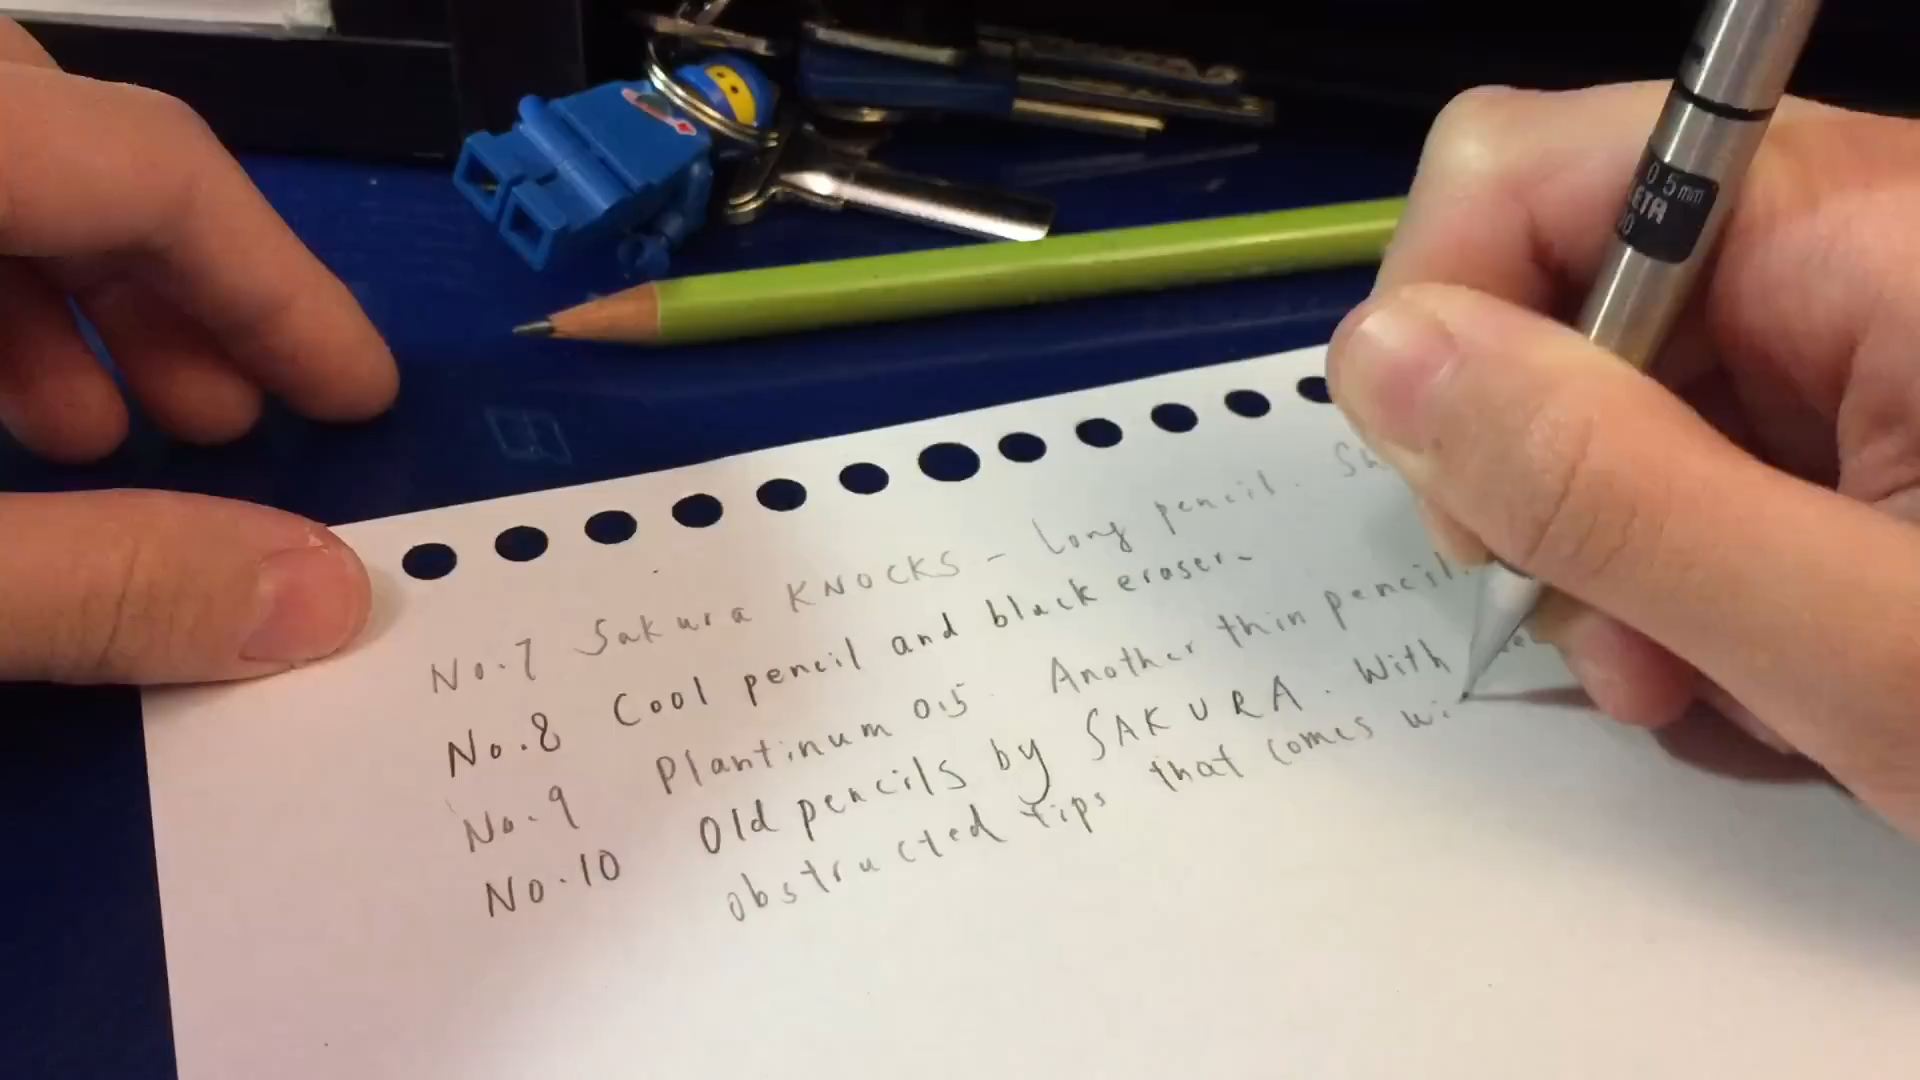 0.5mm
No.7 Sakura KNOCKS - Long pencil.
No.8 Cool pencil and black eraser-
No.9 Plantinum 0.5. Another thin pencil.
No.10 Old pencils by SAKURA. With
obstructed tips that comes wi